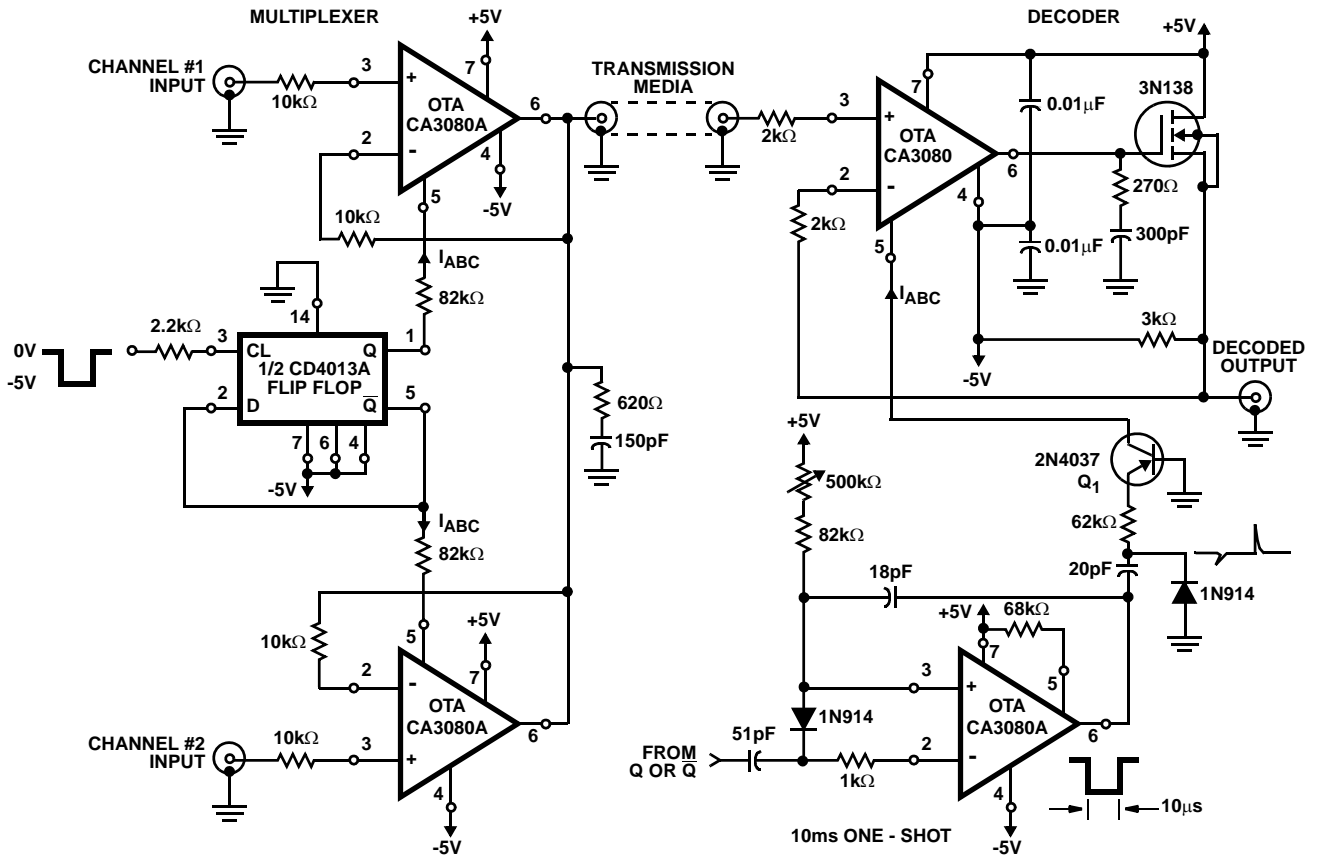 MULTIPLEXER
+5V
CHANNEL #1
INPUT
10kΩ
3
+
7
OTA
CA3080A
6
2
-
4
-5V
5
10kΩ
I_ABC
82kΩ
14
2.2kΩ
0V
-5V
3
CL
Q
1
1/2 CD4013A
FLIP FLOP
2
D
Q̅
5
7
6
4
-5V
620Ω
150pF
I_ABC
82kΩ
10kΩ
5
+5V
7
2
-
OTA
CA3080A
6
CHANNEL #2
INPUT
10kΩ
3
+
4
-5V
TRANSMISSION
MEDIA
DECODER
+5V
7
0.01μF
3N138
2kΩ
3
+
OTA
CA3080
6
2
-
4
2kΩ
5
270Ω
300pF
0.01μF
I_ABC
3kΩ
-5V
DECODED
OUTPUT
+5V
500kΩ
82kΩ
2N4037
Q1
62kΩ
18pF
20pF
1N914
+5V
68kΩ
7
3
+
5
1N914
OTA
CA3080A
6
51pF
FROM
Q OR Q̅
1kΩ
2
-
4
-5V
10μs
10ms ONE - SHOT